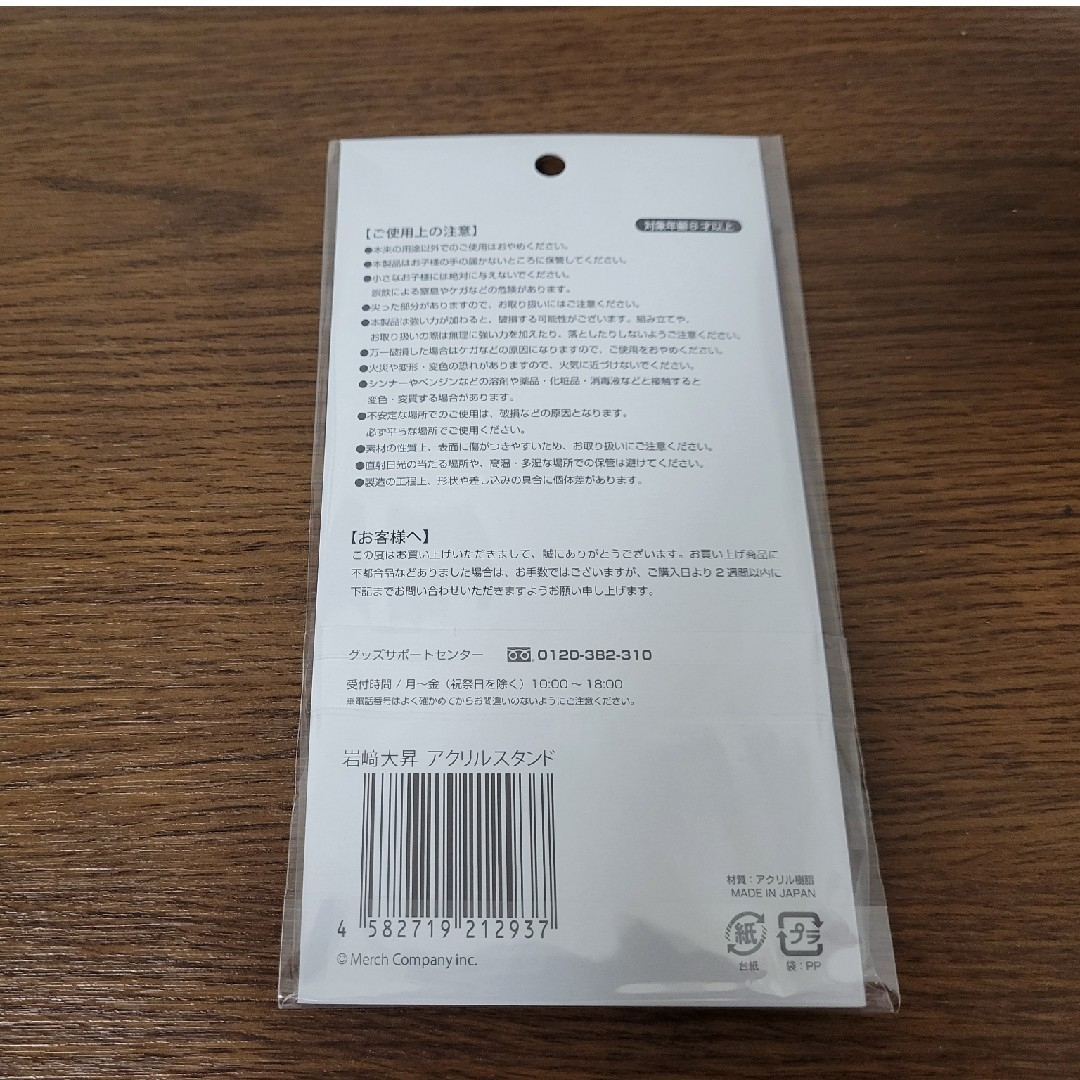 【ご使用上の注意】
対象年齢8才以上
●本来の用途以外でのご使用はおやめください。
●本製品はお子様の手の届かないところに保管してください。
●小さなお子様には絶対に与えないでください。
誤飲による窒息やケガなどの危険があります。
●尖った部分がありますので、お取り扱いにはご注意ください。
●本製品は強い力が加わると、破損する可能性がございます。組み立てや、
お取り扱いの際は無理に強い力を加えたり、落としたりしないようご注意ください。
●万一破損した場合はケガなどの原因になりますので、ご使用をおやめください。
●火災や変形・変色の恐れがありますので、火気に近づけないでください。
●シンナーやベンジンなどの溶剤や薬品・化粧品・消毒液などと接触すると
変色・変質する場合があります。
●不安定な場所でのご使用は、破損などの原因となります。
必ず平らな場所でご使用ください。
●素材の性質上、表面に傷がつきやすいため、お取り扱いにご注意ください。
●直射日光の当たる場所や、高温・多湿な場所での保管は避けてください。
●製造の工程上、形状や差し込みの具合に個体差があります。
【お客様へ】
この度はお買い上げいただきまして、誠にありがとうございます。お買い上げ商品に
不都合品などありました場合は、お手数ではございますが、ご購入日より2週間以内に
下記までお問い合わせいただきますようお願い申し上げます。
グッズサポートセンター 0120-382-310
受付時間 / 月～金（祝祭日を除く）10:00 ～ 18:00
※電話番号はよく確かめてからお間違いのないようにご注意ください。
岩﨑大昇 アクリルスタンド
4 582719 212937
© Merch Company inc.
材質：アクリル樹脂
MADE IN JAPAN
紙 プラ
台紙 袋：PP